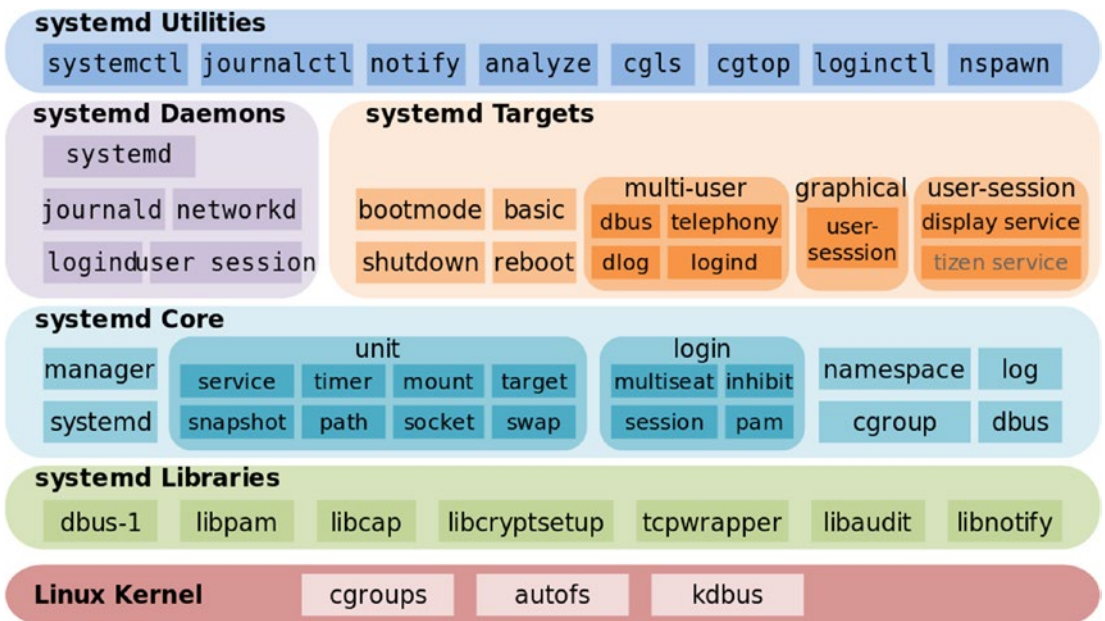 systemd Utilities
systemctl journalctl notify analyze cgls cgtop loginctl nspawn
systemd Daemons
systemd
journald networkd
logind user session
systemd Targets
bootmode basic
shutdown reboot
multi-user
dbus telephony
dlog logind
graphical
user-
sesssion
user-session
display service
tizen service
systemd Core
manager
systemd
unit
service timer mount target
snapshot path socket swap
login
multiseat inhibit
session pam
namespace log
cgroup dbus
systemd Libraries
dbus-1 libpam libcap libcryptsetup tcpwrapper libaudit libnotify
Linux Kernel cgroups autofs kdbus